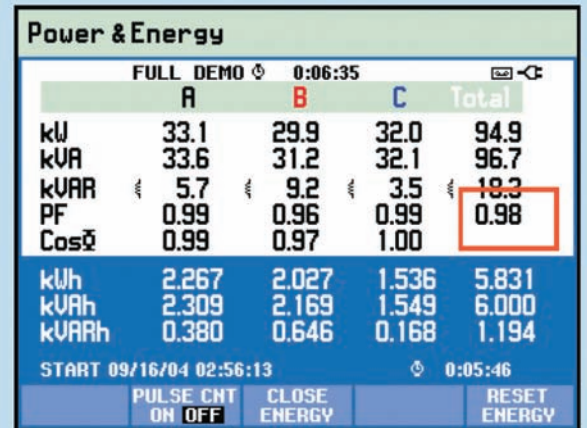 Power & Energy
FULL DEMO 0:06:35
A B C Total
kW 33.1 29.9 32.0 94.9
kVA 33.6 31.2 32.1 96.7
kVAR 5.7 9.2 3.5 18.3
PF 0.99 0.96 0.99 0.98
CosΦ 0.99 0.97 1.00
kWh 2.267 2.027 1.536 5.831
kVAh 2.309 2.169 1.549 6.000
kVARh 0.380 0.646 0.168 1.194
START 09/16/04 02:56:13 0:05:46
PULSE CNT CLOSE RESET
ON OFF ENERGY ENERGY